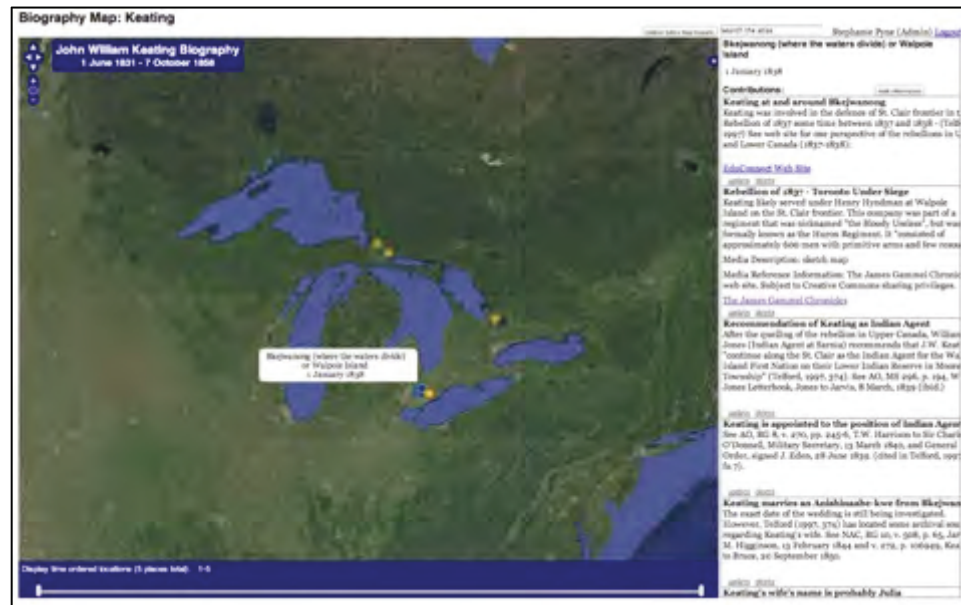 Biography Map: Keating
John William Keating Biography
1 June 1831 - 7 October 1858
search the atlas
Stephanie Pyne (Admin) Logout
Bkejwanong (where the waters divide) or Walpole
Island
1 January 1838
Contributions:
Keating at and around Bkejwanong
Keating was involved in the defense of St. Clair frontier in t
Rebellion of 1837 some time between 1837 and 1838 - (Telf
1997) See web site for one perspective of the rebellions in U
and Lower Canada (1837-1838):
EduConnect Web Site
Rebellion of 1837 - Toronto Under Siege
Keating likely served under Henry Hyndman at Walpole
Island on the St. Clair frontier. This company was part of a
regiment that was nicknamed "the Bloody Useless", but was
formally known as the Huron Regiment. It "consisted of
approximately 600 men with primitive arms and few resou
Media Description: sketch map
Media Reference Information: The James Gammel Chronic
web site. Subject to Creative Commons sharing privileges.
The James Gammel Chronicles
Recommendation of Keating as Indian Agent
After the quelling of the rebellion in Upper Canada, William
Jones (Indian Agent at Sarnia) recommends that J.W. Keat
"continue along the St. Clair as the Indian Agent for the Wa
Island First Nation on their Lower Indian Reserve in Moore
Township" (Telford, 1997, 374). See AO, MS 296, p. 194, W
Jones Letterbook, Jones to Jarvis, 8 March, 1839 (ibid.)
Keating is appointed to the position of Indian Agent
See AO, RG 8, v. 270, pp. 245-6, T.W. Harrison to Sir Charl
O'Donnell, Military Secretary, 13 March 1840, and General
Order, signed J. Eden, 28 June 1839. (cited in Telford, 1997
fn 7).
Keating marries an Anishinaabe-kwe from Bkejwan
The exact date of the wedding is still being investigated.
However, Telford (1997, 374) has located some archival sou
regarding Keating's wife. See NAC, RG 10, v. 508, p. 65, Jar
M. Higginson, 13 February 1844 and v. 272, p. Kea
to Bruce, 20 September 1850.
Keating's wife's name is probably Julia
Bkejwanong (where the waters divide)
or Walpole Island
1 January 1838
Display time ordered locations (5 places total). 1-5